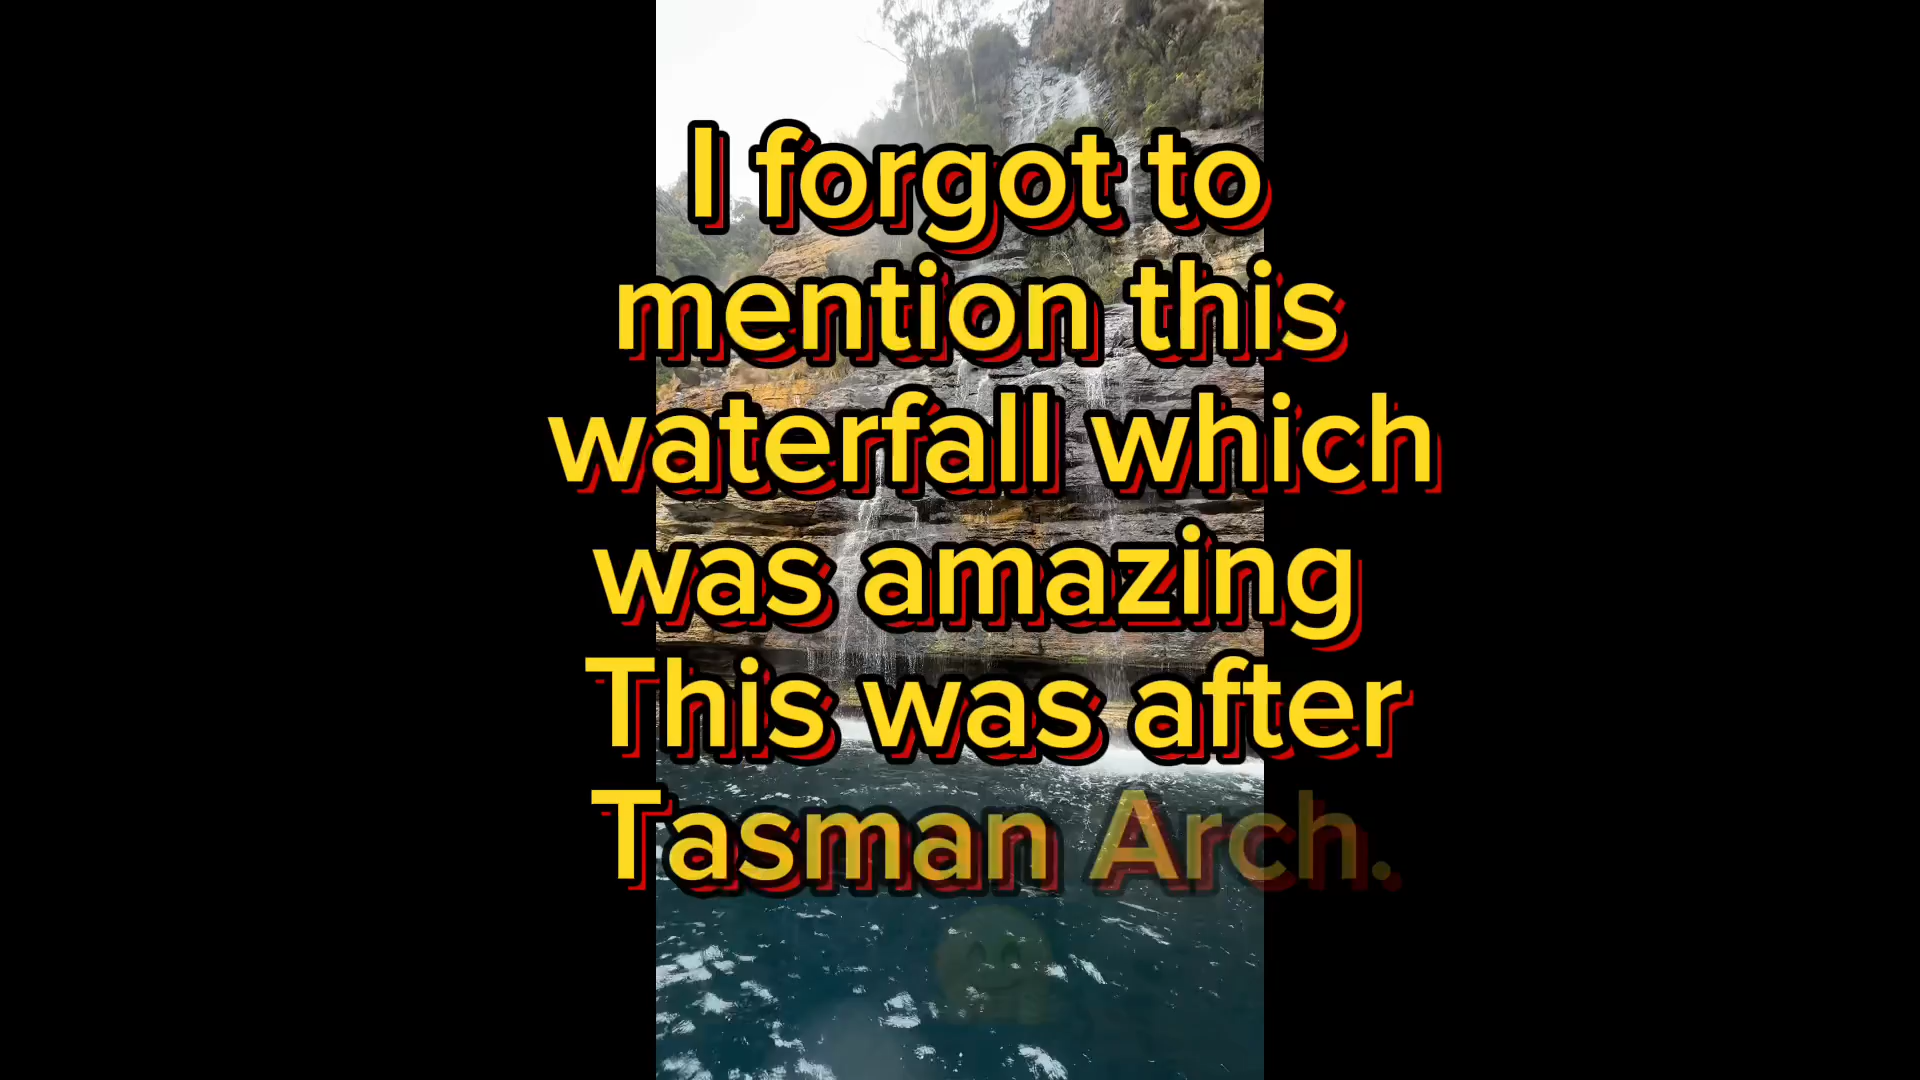 I forgot to
mention this
waterfall which
was amazing
This was after
Tasman Arch.